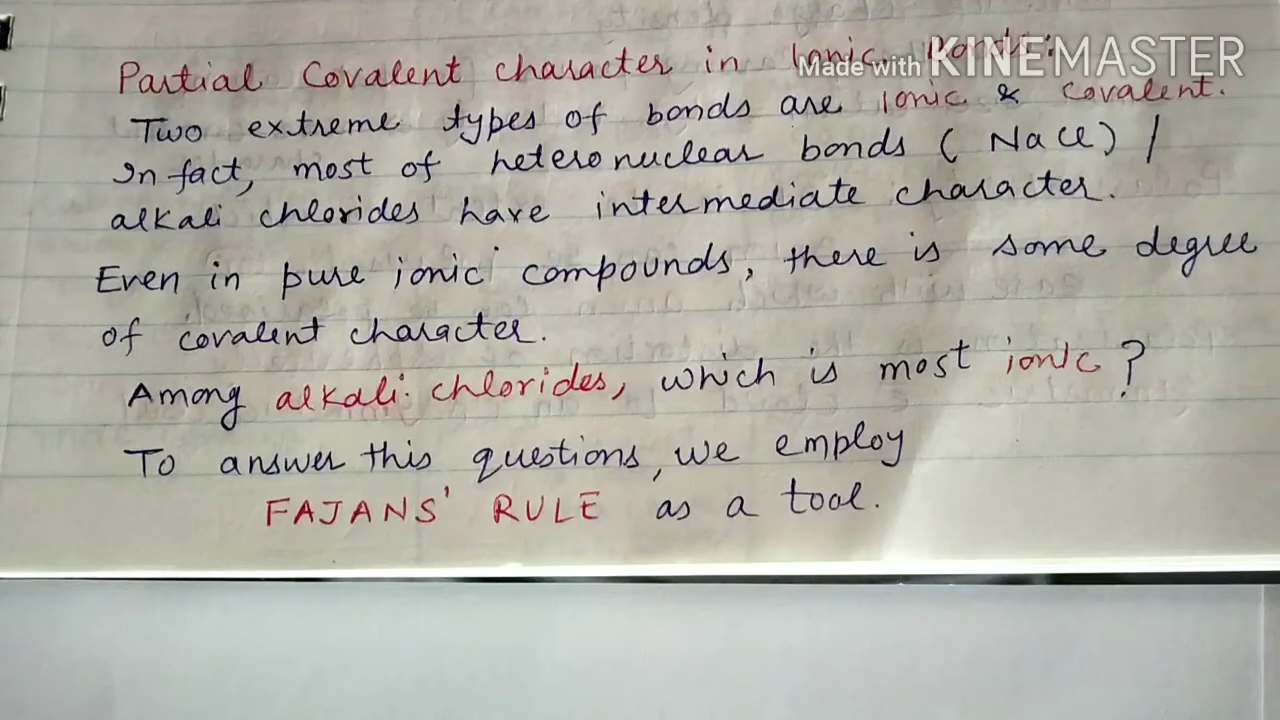 Partial Covalent character in Ionic Bonds:
Made with KINEMASTER
Two extreme types of bonds are ionic & covalent.
In fact, most of heteronuclear bonds ( NaCl) /
alkali chlorides have intermediate character.
Even in pure ionic compounds, there is some degree
of covalent character.
Among alkali chlorides, which is most ionic ?
To answer this questions, we employ
FAJANS' RULE as a tool.